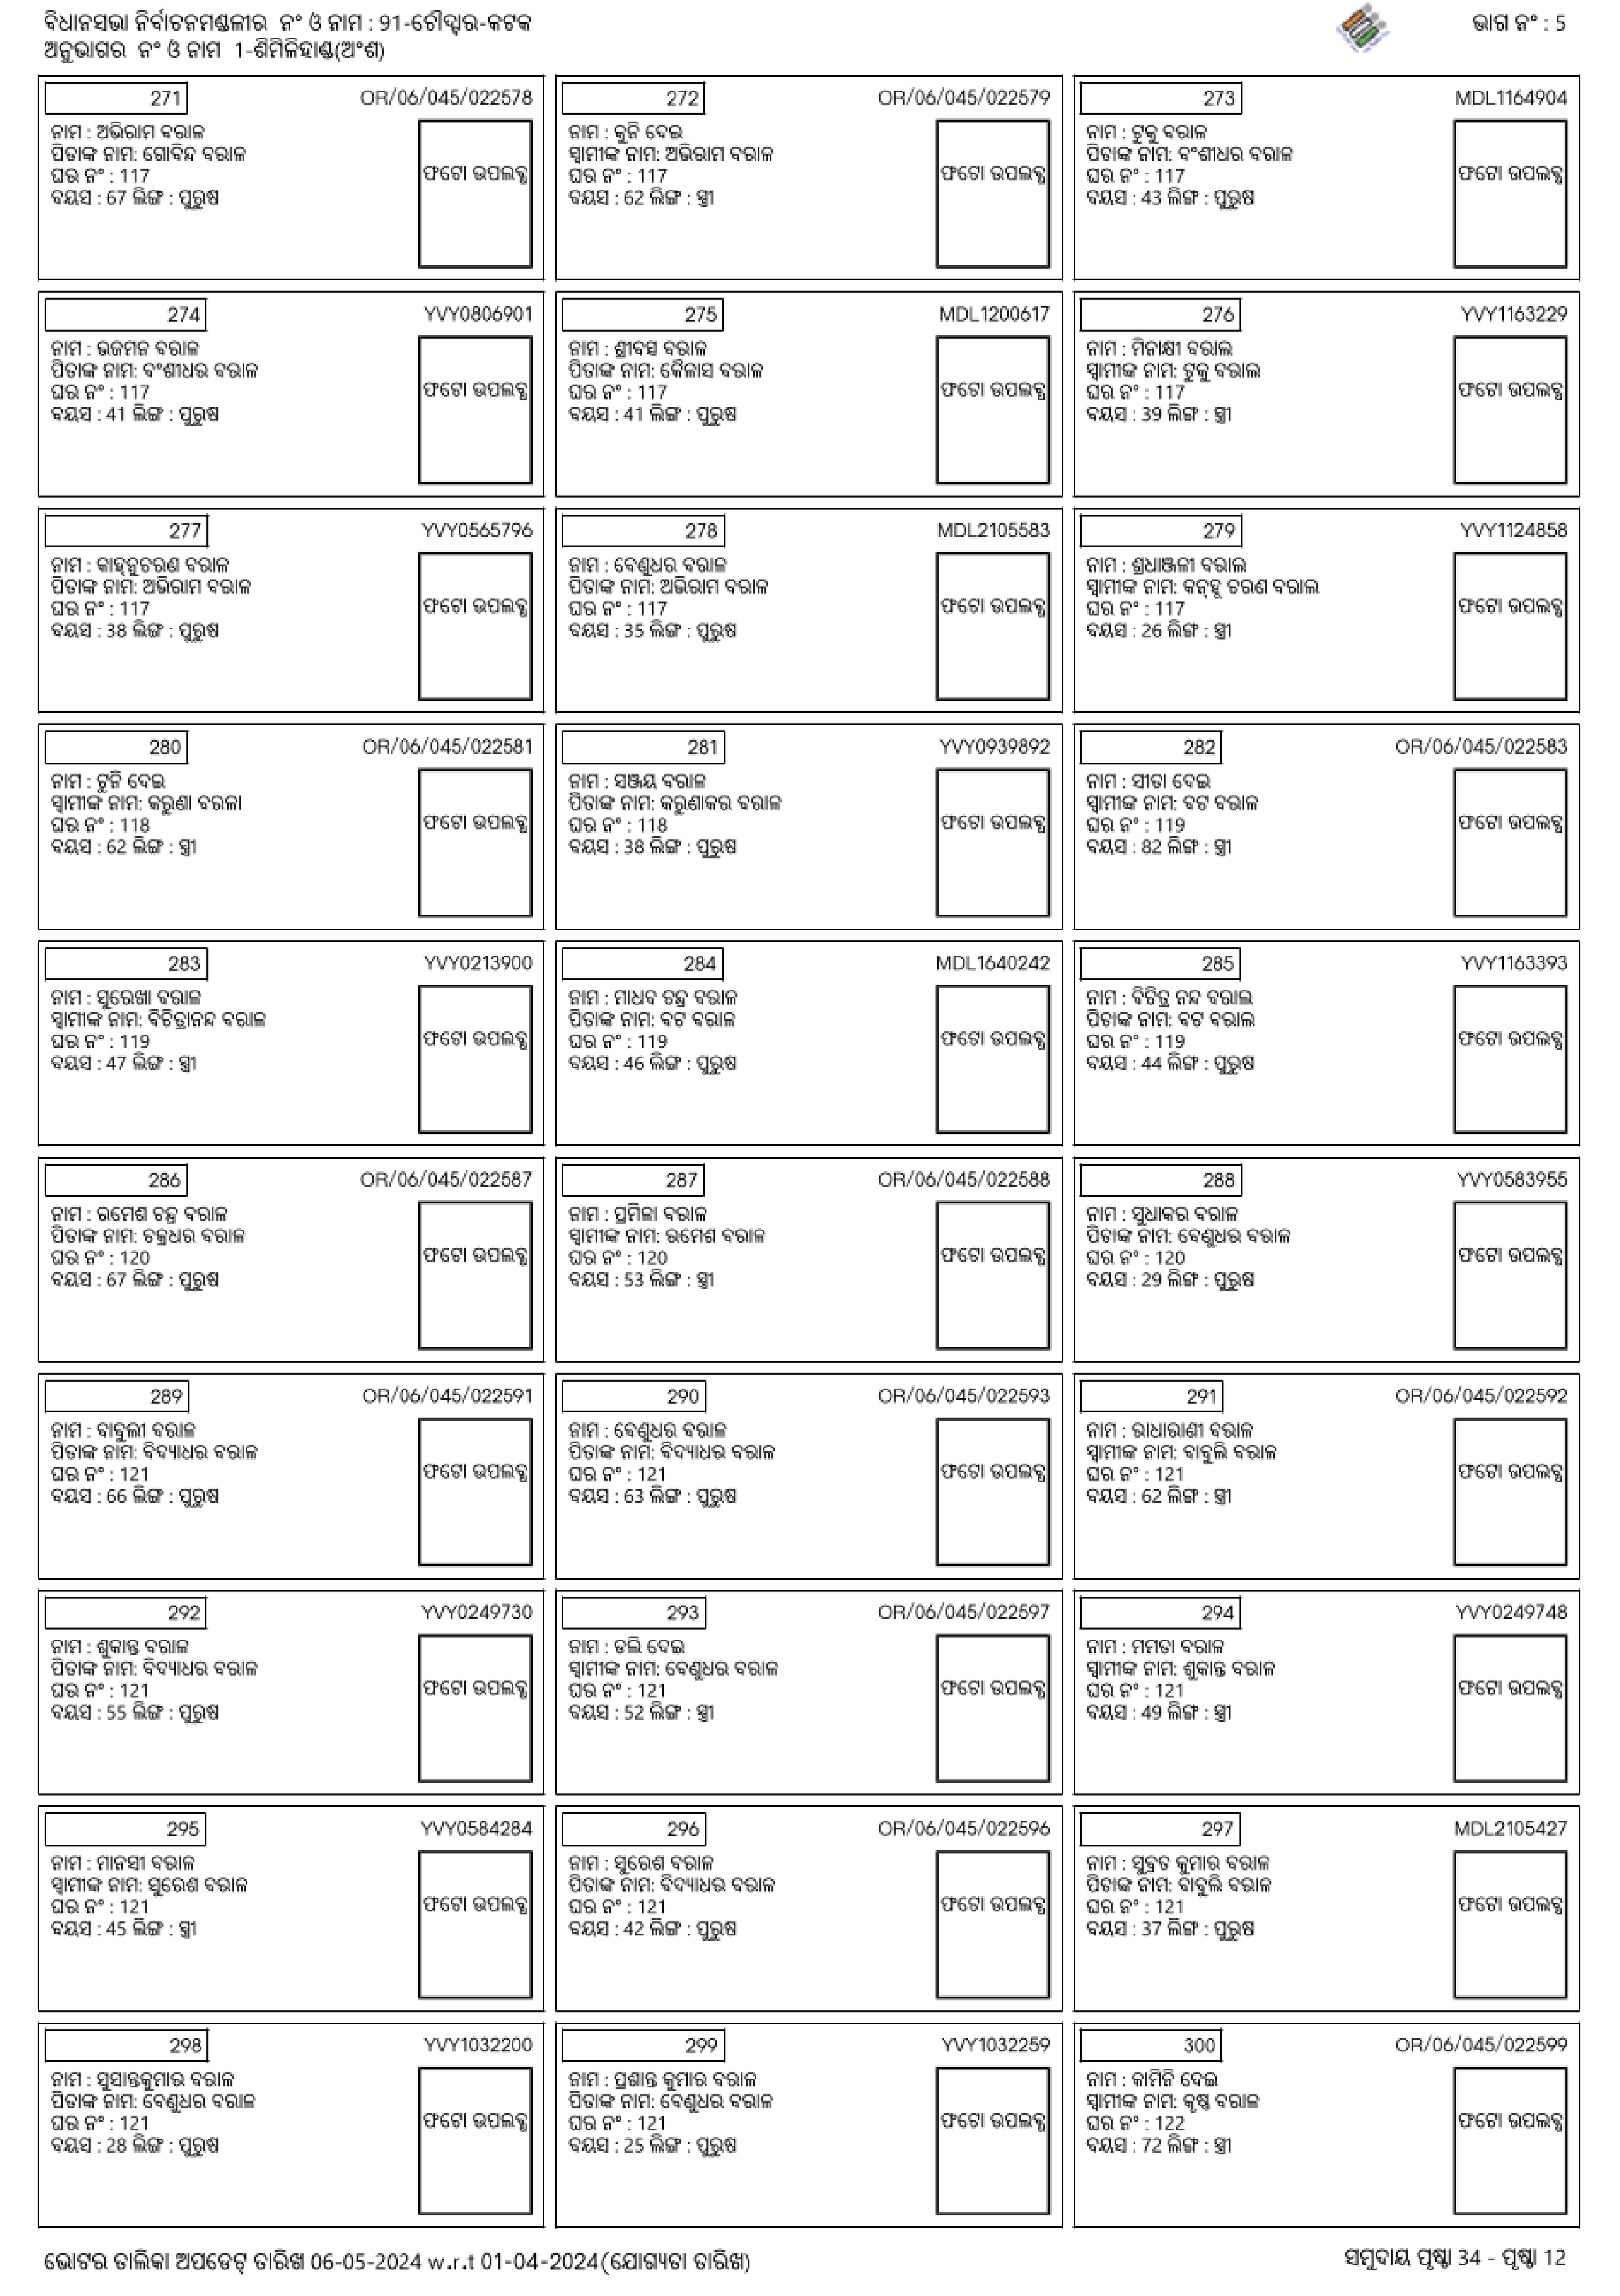 ବିଧାନସଭା ନିର୍ବାଚନମଣ୍ଡଳୀର ନଂ ଓ ନାମ : 91-ଚୌଦ୍ୱାର-କଟକ
ଅନୁଭାଗର ନଂ ଓ ନାମ 1-ଶିମିଳିହାଣ୍ଡା(ଅଂଶ)
ଭାଗ ନଂ : 5
271 OR/06/045/022578
ନାମ : ଅଭିରାମ ବରାଳ
ପିତାଙ୍କ ନାମ: ଗୋବିନ୍ଦ ବରାଳ
ଘର ନଂ : 117
ବୟସ : 67 ଲିଙ୍ଗ : ପୁରୁଷ
ଫଟୋ ଉପଲବ୍ଧ
272 OR/06/045/022579
ନାମ : କୁନି ଦେଇ
ସ୍ୱାମୀଙ୍କ ନାମ: ଅଭିରାମ ବରାଳ
ଘର ନଂ : 117
ବୟସ : 62 ଲିଙ୍ଗ : ସ୍ତ୍ରୀ
ଫଟୋ ଉପଲବ୍ଧ
273 MDL1164904
ନାମ : ଟୁକୁ ବରାଳ
ପିତାଙ୍କ ନାମ: ବଂଶୀଧର ବରାଳ
ଘର ନଂ : 117
ବୟସ : 43 ଲିଙ୍ଗ : ପୁରୁଷ
ଫଟୋ ଉପଲବ୍ଧ
274 YVY0806901
ନାମ : ଭଜମନ ବରାଳ
ପିତାଙ୍କ ନାମ: ବଂଶୀଧର ବରାଳ
ଘର ନଂ : 117
ବୟସ : 41 ଲିଙ୍ଗ : ପୁରୁଷ
ଫଟୋ ଉପଲବ୍ଧ
275 MDL1200617
ନାମ : ଶ୍ରୀବତ୍ସ ବରାଳ
ପିତାଙ୍କ ନାମ: କୈଳାସ ବରାଳ
ଘର ନଂ : 117
ବୟସ : 41 ଲିଙ୍ଗ : ପୁରୁଷ
ଫଟୋ ଉପଲବ୍ଧ
276 YVY1163229
ନାମ : ମିନାକ୍ଷୀ ବରାଲ
ସ୍ୱାମୀଙ୍କ ନାମ: ଟୁକୁ ବରାଲ
ଘର ନଂ : 117
ବୟସ : 39 ଲିଙ୍ଗ : ସ୍ତ୍ରୀ
ଫଟୋ ଉପଲବ୍ଧ
277 YVY0565796
ନାମ : କାହ୍ନୁଚରଣ ବରାଳ
ପିତାଙ୍କ ନାମ: ଅଭିରାମ ବରାଳ
ଘର ନଂ : 117
ବୟସ : 38 ଲିଙ୍ଗ : ପୁରୁଷ
ଫଟୋ ଉପଲବ୍ଧ
278 MDL2105583
ନାମ : ବେଣୁଧର ବରାଳ
ପିତାଙ୍କ ନାମ: ଅଭିରାମ ବରାଳ
ଘର ନଂ : 117
ବୟସ : 35 ଲିଙ୍ଗ : ପୁରୁଷ
ଫଟୋ ଉପଲବ୍ଧ
279 YVY1124858
ନାମ : ଶ୍ରଧାଞ୍ଜଳୀ ବରାଲ
ସ୍ୱାମୀଙ୍କ ନାମ: କନ୍ହୁ ଚରଣ ବରାଲ
ଘର ନଂ : 117
ବୟସ : 26 ଲିଙ୍ଗ : ସ୍ତ୍ରୀ
ଫଟୋ ଉପଲବ୍ଧ
280 OR/06/045/022581
ନାମ : ଟୁନି ଦେଇ
ସ୍ୱାମୀଙ୍କ ନାମ: କରୁଣା ବରଳା
ଘର ନଂ : 118
ବୟସ : 62 ଲିଙ୍ଗ : ସ୍ତ୍ରୀ
ଫଟୋ ଉପଲବ୍ଧ
281 YVY0939892
ନାମ : ସଞ୍ଜୟ ବରାଳ
ପିତାଙ୍କ ନାମ: କରୁଣାକର ବରାଳ
ଘର ନଂ : 118
ବୟସ : 38 ଲିଙ୍ଗ : ପୁରୁଷ
ଫଟୋ ଉପଲବ୍ଧ
282 OR/06/045/022583
ନାମ : ସୀତା ଦେଇ
ସ୍ୱାମୀଙ୍କ ନାମ: ବଟ ବରାଳ
ଘର ନଂ : 119
ବୟସ : 82 ଲିଙ୍ଗ : ସ୍ତ୍ରୀ
ଫଟୋ ଉପଲବ୍ଧ
283 YVY0213900
ନାମ : ସୁରେଖା ବରାଳ
ସ୍ୱାମୀଙ୍କ ନାମ: ବିଚିତ୍ରାନନ୍ଦ ବରାଳ
ଘର ନଂ : 119
ବୟସ : 47 ଲିଙ୍ଗ : ସ୍ତ୍ରୀ
ଫଟୋ ଉପଲବ୍ଧ
284 MDL1640242
ନାମ : ମାଧବ ଚନ୍ଦ୍ର ବରାଳ
ପିତାଙ୍କ ନାମ: ବଟ ବରାଳ
ଘର ନଂ : 119
ବୟସ : 46 ଲିଙ୍ଗ : ପୁରୁଷ
ଫଟୋ ଉପଲବ୍ଧ
285 YVY1163393
ନାମ : ବିଚିତ୍ର ନନ୍ଦ ବରାଲ
ପିତାଙ୍କ ନାମ: ବଟ ବରାଲ
ଘର ନଂ : 119
ବୟସ : 44 ଲିଙ୍ଗ : ପୁରୁଷ
ଫଟୋ ଉପଲବ୍ଧ
286 OR/06/045/022587
ନାମ : ରମେଶ ଚନ୍ଦ୍ର ବରାଳ
ପିତାଙ୍କ ନାମ: ଚକ୍ରଧର ବରାଳ
ଘର ନଂ : 120
ବୟସ : 67 ଲିଙ୍ଗ : ପୁରୁଷ
ଫଟୋ ଉପଲବ୍ଧ
287 OR/06/045/022588
ନାମ : ପ୍ରମିଳା ବରାଳ
ସ୍ୱାମୀଙ୍କ ନାମ: ରମେଶ ବରାଳ
ଘର ନଂ : 120
ବୟସ : 53 ଲିଙ୍ଗ : ସ୍ତ୍ରୀ
ଫଟୋ ଉପଲବ୍ଧ
288 YVY0583955
ନାମ : ସୁଧାକର ବରାଳ
ପିତାଙ୍କ ନାମ: ବେଣୁଧର ବରାଳ
ଘର ନଂ : 120
ବୟସ : 29 ଲିଙ୍ଗ : ପୁରୁଷ
ଫଟୋ ଉପଲବ୍ଧ
289 OR/06/045/022591
ନାମ : ବାବୁଲୀ ବରାଳ
ପିତାଙ୍କ ନାମ: ବିଦ୍ୟାଧର ବରାଳ
ଘର ନଂ : 121
ବୟସ : 66 ଲିଙ୍ଗ : ପୁରୁଷ
ଫଟୋ ଉପଲବ୍ଧ
290 OR/06/045/022593
ନାମ : ବେଣୁଧର ବରାଳ
ପିତାଙ୍କ ନାମ: ବିଦ୍ୟାଧର ବରାଳ
ଘର ନଂ : 121
ବୟସ : 63 ଲିଙ୍ଗ : ପୁରୁଷ
ଫଟୋ ଉପଲବ୍ଧ
291 OR/06/045/022592
ନାମ : ରାଧାରାଣୀ ବରାଳ
ସ୍ୱାମୀଙ୍କ ନାମ: ବାବୁଲି ବରାଳ
ଘର ନଂ : 121
ବୟସ : 62 ଲିଙ୍ଗ : ସ୍ତ୍ରୀ
ଫଟୋ ଉପଲବ୍ଧ
292 YVY0249730
ନାମ : ଶୁକାନ୍ତ ବରାଳ
ପିତାଙ୍କ ନାମ: ବିଦ୍ୟାଧର ବରାଳ
ଘର ନଂ : 121
ବୟସ : 55 ଲିଙ୍ଗ : ପୁରୁଷ
ଫଟୋ ଉପଲବ୍ଧ
293 OR/06/045/022597
ନାମ : ଡଲି ଦେଇ
ସ୍ୱାମୀଙ୍କ ନାମ: ବେଣୁଧର ବରାଳ
ଘର ନଂ : 121
ବୟସ : 52 ଲିଙ୍ଗ : ସ୍ତ୍ରୀ
ଫଟୋ ଉପଲବ୍ଧ
294 YVY0249748
ନାମ : ମମତା ବରାଳ
ସ୍ୱାମୀଙ୍କ ନାମ: ଶୁକାନ୍ତ ବରାଳ
ଘର ନଂ : 121
ବୟସ : 49 ଲିଙ୍ଗ : ସ୍ତ୍ରୀ
ଫଟୋ ଉପଲବ୍ଧ
295 YVY0584284
ନାମ : ମାନସୀ ବରାଳ
ସ୍ୱାମୀଙ୍କ ନାମ: ସୁରେଶ ବରାଳ
ଘର ନଂ : 121
ବୟସ : 45 ଲିଙ୍ଗ : ସ୍ତ୍ରୀ
ଫଟୋ ଉପଲବ୍ଧ
296 OR/06/045/022596
ନାମ : ସୁରେଶ ବରାଳ
ପିତାଙ୍କ ନାମ: ବିଦ୍ୟାଧର ବରାଳ
ଘର ନଂ : 121
ବୟସ : 42 ଲିଙ୍ଗ : ପୁରୁଷ
ଫଟୋ ଉପଲବ୍ଧ
297 MDL2105427
ନାମ : ସୁବ୍ରତ କୁମାର ବରାଳ
ପିତାଙ୍କ ନାମ: ବାବୁଲି ବରାଳ
ଘର ନଂ : 121
ବୟସ : 37 ଲିଙ୍ଗ : ପୁରୁଷ
ଫଟୋ ଉପଲବ୍ଧ
298 YVY1032200
ନାମ : ସୁସାନ୍ତକୁମାର ବରାଳ
ପିତାଙ୍କ ନାମ: ବେଣୁଧର ବରାଳ
ଘର ନଂ : 121
ବୟସ : 28 ଲିଙ୍ଗ : ପୁରୁଷ
ଫଟୋ ଉପଲବ୍ଧ
299 YVY1032259
ନାମ : ପ୍ରଶାନ୍ତ କୁମାର ବରାଳ
ପିତାଙ୍କ ନାମ: ବେଣୁଧର ବରାଳ
ଘର ନଂ : 121
ବୟସ : 25 ଲିଙ୍ଗ : ପୁରୁଷ
ଫଟୋ ଉପଲବ୍ଧ
300 OR/06/045/022599
ନାମ : କାମିନି ଦେଇ
ସ୍ୱାମୀଙ୍କ ନାମ: କୃଷ୍ଣ ବରାଳ
ଘର ନଂ : 122
ବୟସ : 72 ଲିଙ୍ଗ : ସ୍ତ୍ରୀ
ଫଟୋ ଉପଲବ୍ଧ
ଭୋଟର ତାଲିକା ଅପଡେଟ୍ ତାରିଖ 06-05-2024 w.r.t 01-04-2024(ଯୋଗ୍ୟତା ତାରିଖ)
ସମୁଦାୟ ପୃଷ୍ଠା 34 - ପୃଷ୍ଠା 12